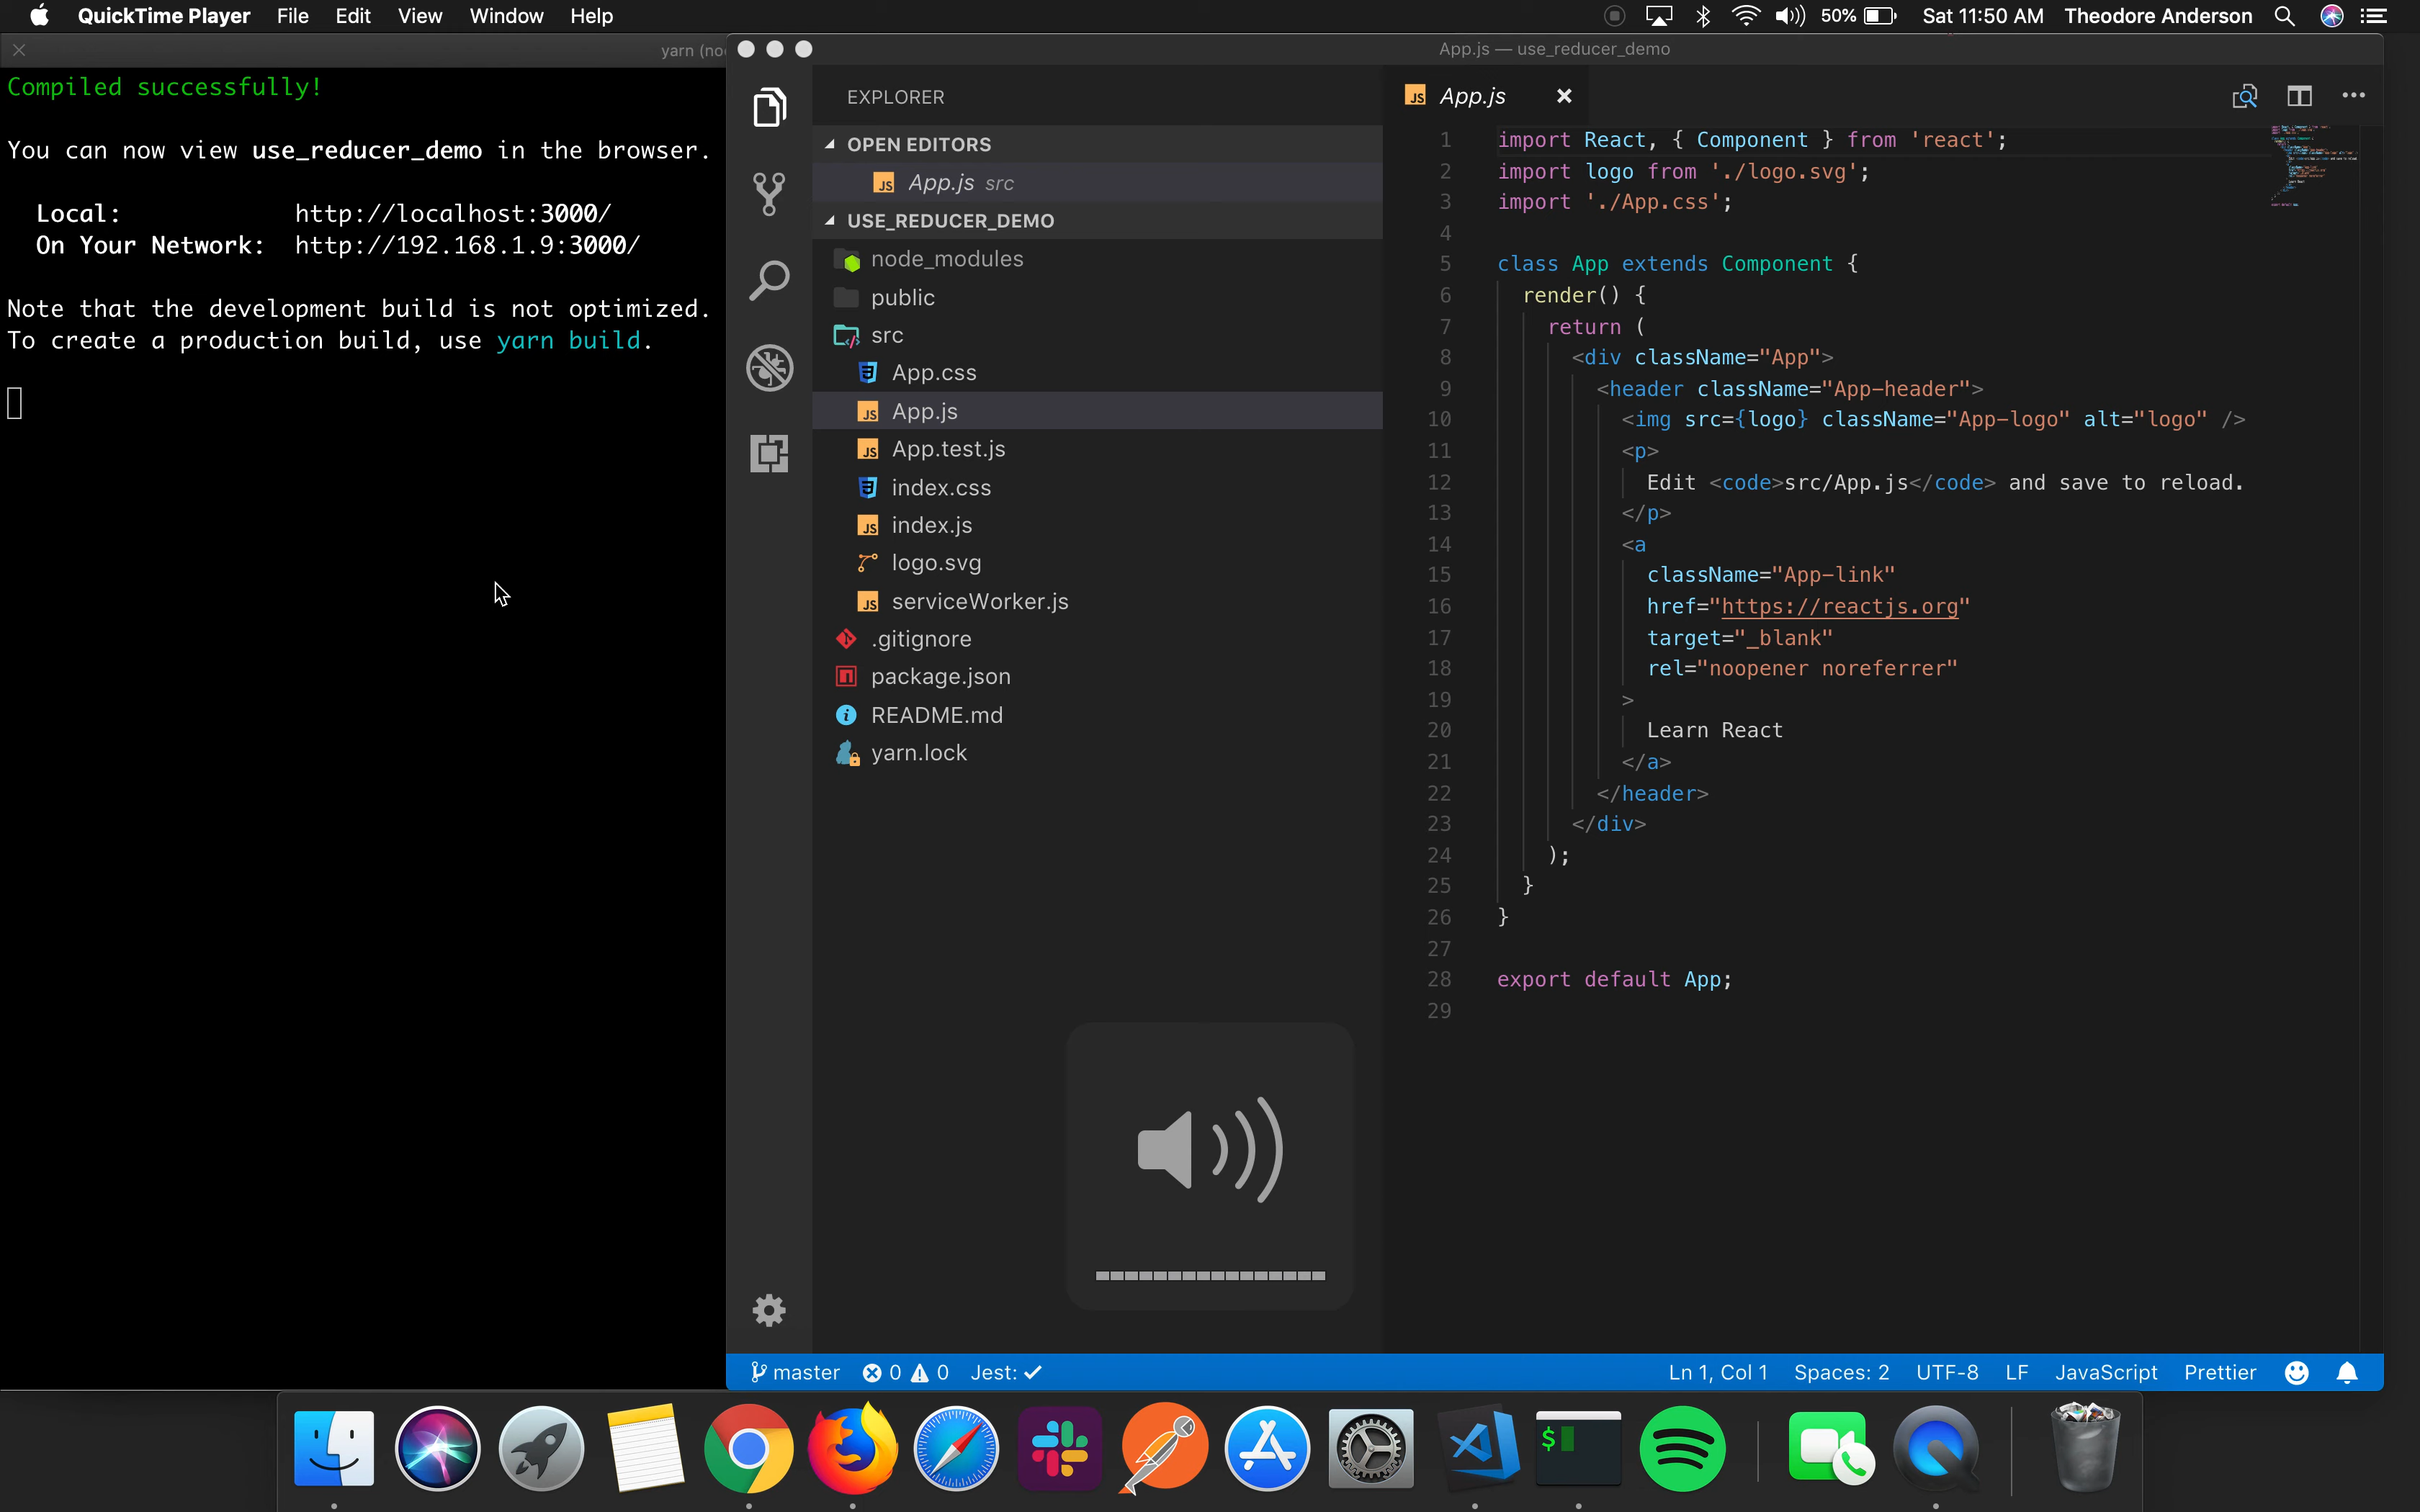 QuickTime Player File Edit View Window Help
50% Sat 11:50 AM Theodore Anderson
yarn (no
Compiled successfully!
You can now view use_reducer_demo in the browser.
Local: http://localhost:3000/
On Your Network: http://192.168.1.9:3000/
Note that the development build is not optimized.
To create a production build, use yarn build.
App.js — use_reducer_demo
EXPLORER
OPEN EDITORS
App.js src
USE_REDUCER_DEMO
node_modules
public
src
App.css
App.js
App.test.js
index.css
index.js
logo.svg
serviceWorker.js
.gitignore
package.json
README.md
yarn.lock
App.js
1 import React, { Component } from 'react';
2 import logo from './logo.svg';
3 import './App.css';
4
5 class App extends Component {
6 render() {
7 return (
8 <div className="App">
9 <header className="App-header">
10 <img src={logo} className="App-logo" alt="logo" />
11 <p>
12 Edit <code>src/App.js</code> and save to reload.
13 </p>
14 <a
15 className="App-link"
16 href="https://reactjs.org"
17 target="_blank"
18 rel="noopener noreferrer"
19 >
20 Learn React
21 </a>
22 </header>
23 </div>
24 );
25 }
26 }
27
28 export default App;
29
master 0 0 Jest: Ln 1, Col 1 Spaces: 2 UTF-8 LF JavaScript Prettier